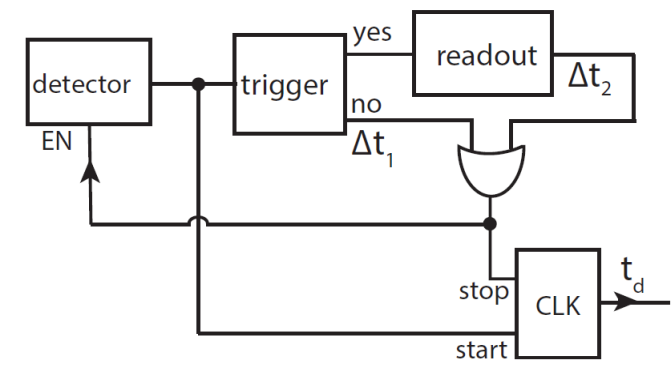 yes
readout
detector
trigger
Δt₂
no
EN
Δt₁
t_d
stop
CLK
start